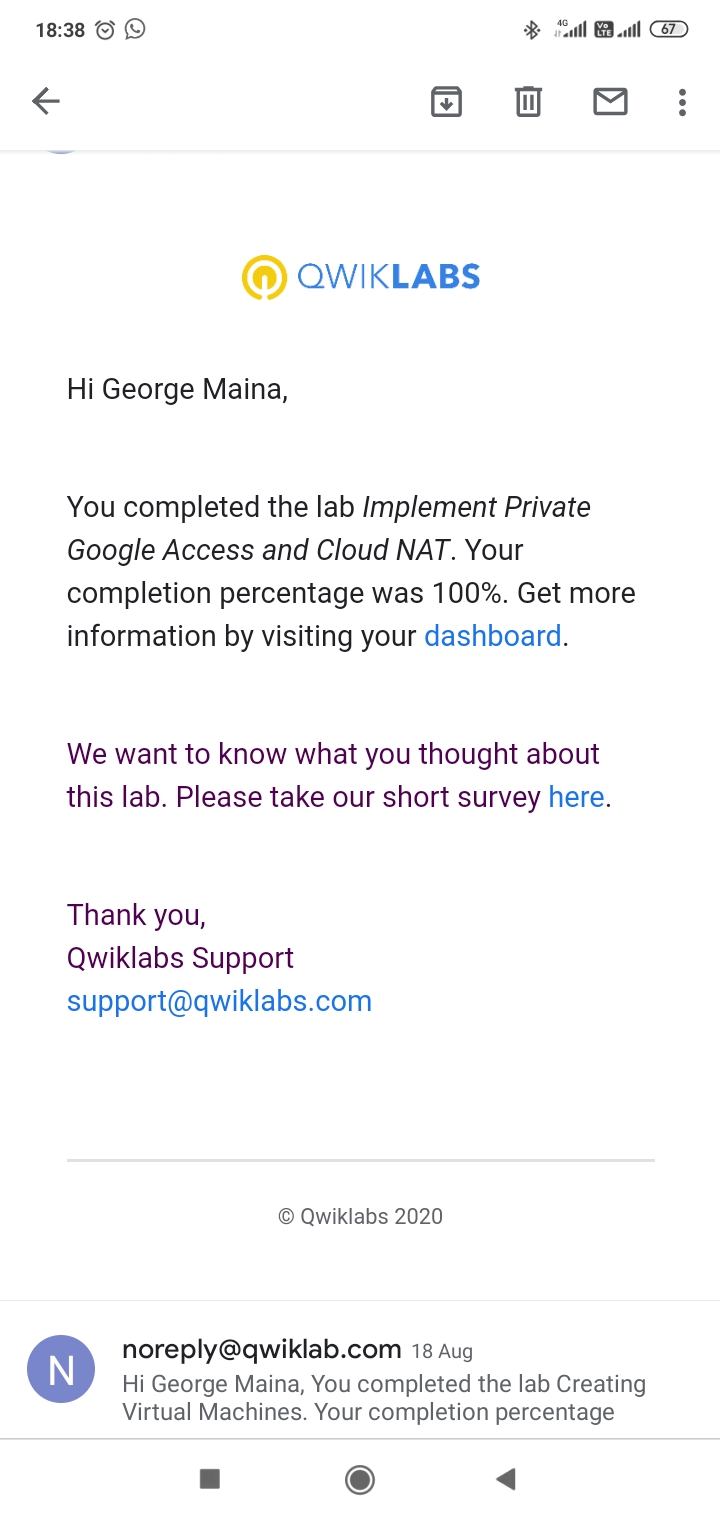 18:38
4G
Vo
LTE
67
QWIKLABS
Hi George Maina,
You completed the lab Implement Private
Google Access and Cloud NAT. Your
completion percentage was 100%. Get more
information by visiting your dashboard.
We want to know what you thought about
this lab. Please take our short survey here.
Thank you,
Qwiklabs Support
support@qwiklabs.com
© Qwiklabs 2020
N
noreply@qwiklab.com 18 Aug
Hi George Maina, You completed the lab Creating
Virtual Machines. Your completion percentage